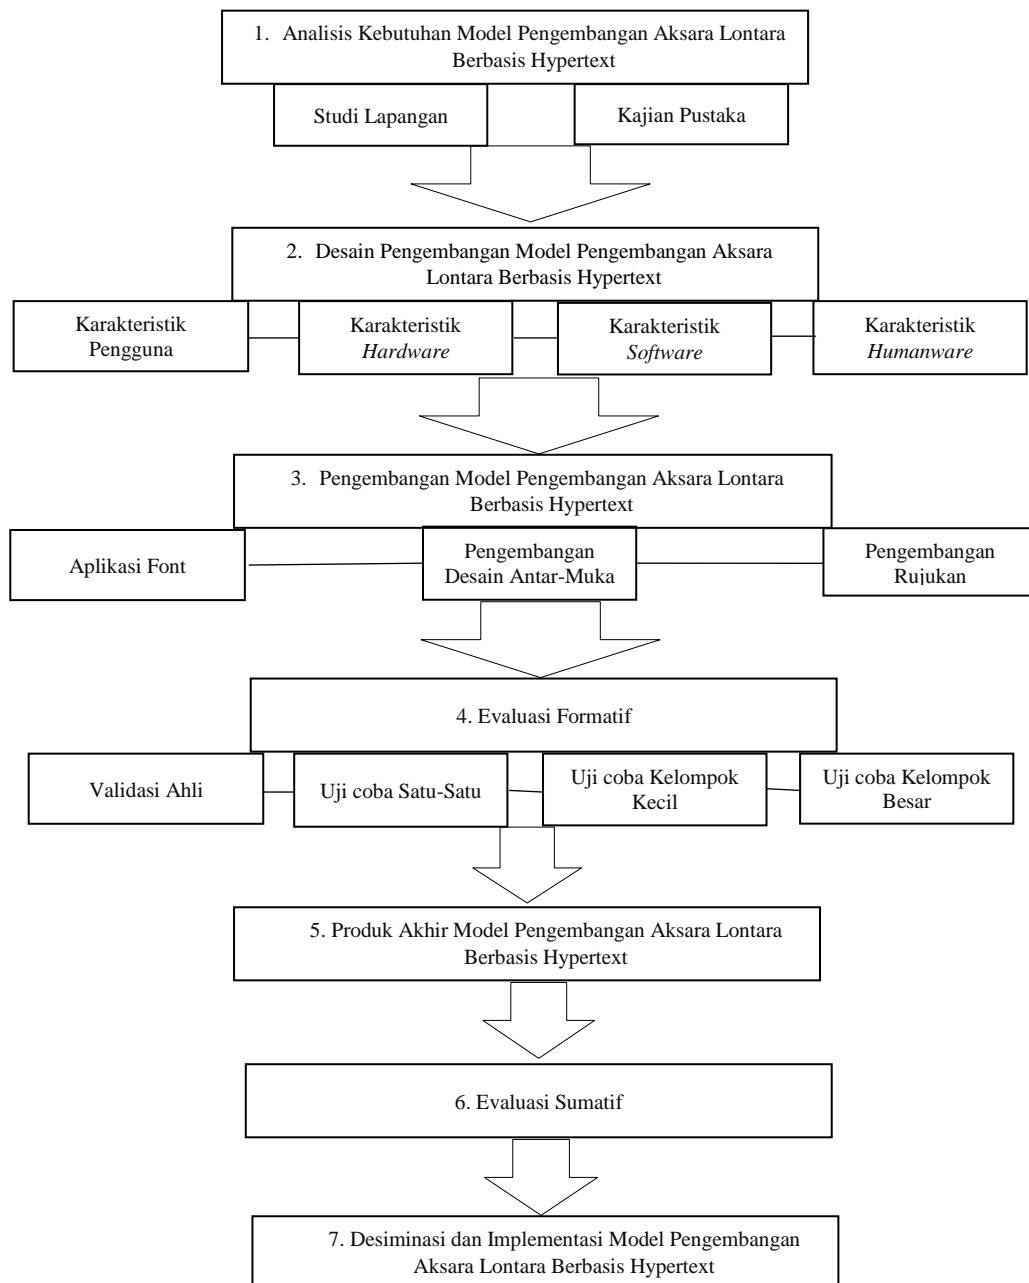 1. Analisis Kebutuhan Model Pengembangan Aksara Lontara
Berbasis Hypertext
Studi Lapangan
Kajian Pustaka
2. Desain Pengembangan Model Pengembangan Aksara
Lontara Berbasis Hypertext
Karakteristik
Pengguna
Karakteristik
Hardware
Karakteristik
Software
Karakteristik
Humanware
3. Pengembangan Model Pengembangan Aksara Lontara
Berbasis Hypertext
Aplikasi Font
Pengembangan
Desain Antar-Muka
Pengembangan
Rujukan
4. Evaluasi Formatif
Validasi Ahli
Uji coba Satu-Satu
Uji coba Kelompok
Kecil
Uji coba Kelompok
Besar
5. Produk Akhir Model Pengembangan Aksara Lontara
Berbasis Hypertext
6. Evaluasi Sumatif
7. Desiminasi dan Implementasi Model Pengembangan
Aksara Lontara Berbasis Hypertext